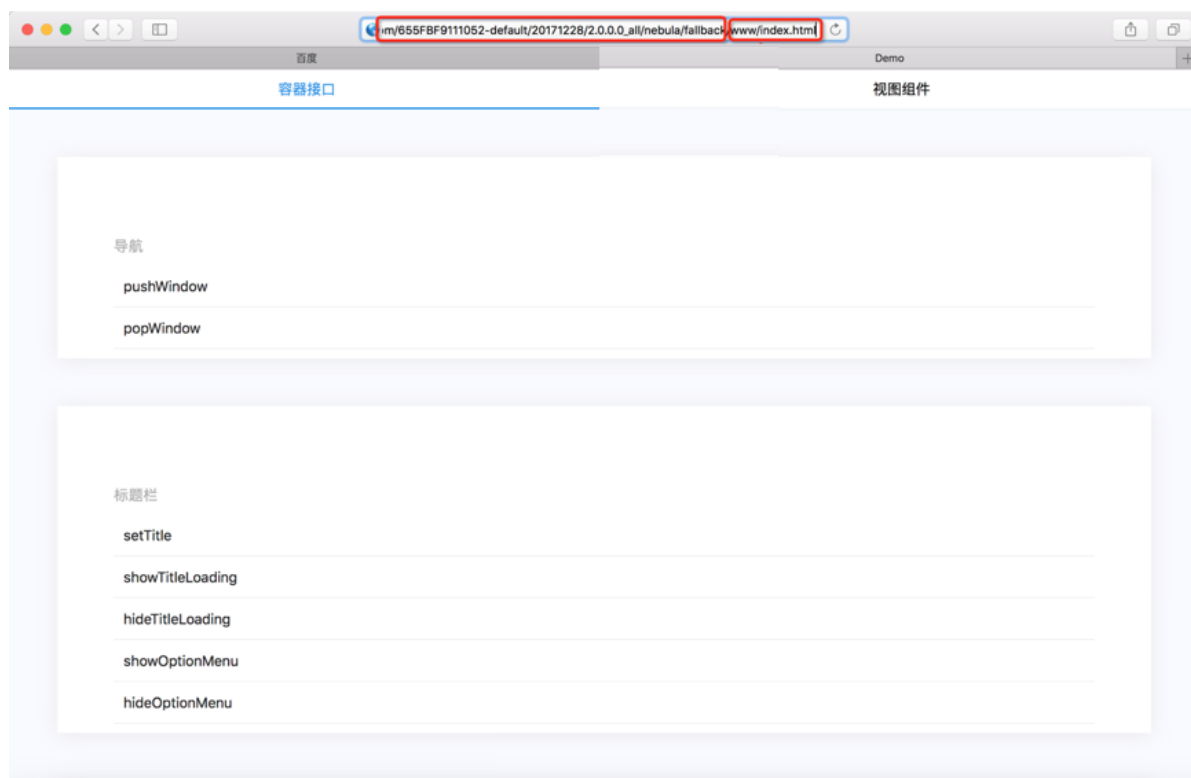 om/655FBF9111052-default/20171228/2.0.0.0_all/nebula/fallback/www/index.html
百度 Demo
容器接口 视图组件
导航
pushWindow
popWindow
标题栏
setTitle
showTitleLoading
hideTitleLoading
showOptionMenu
hideOptionMenu